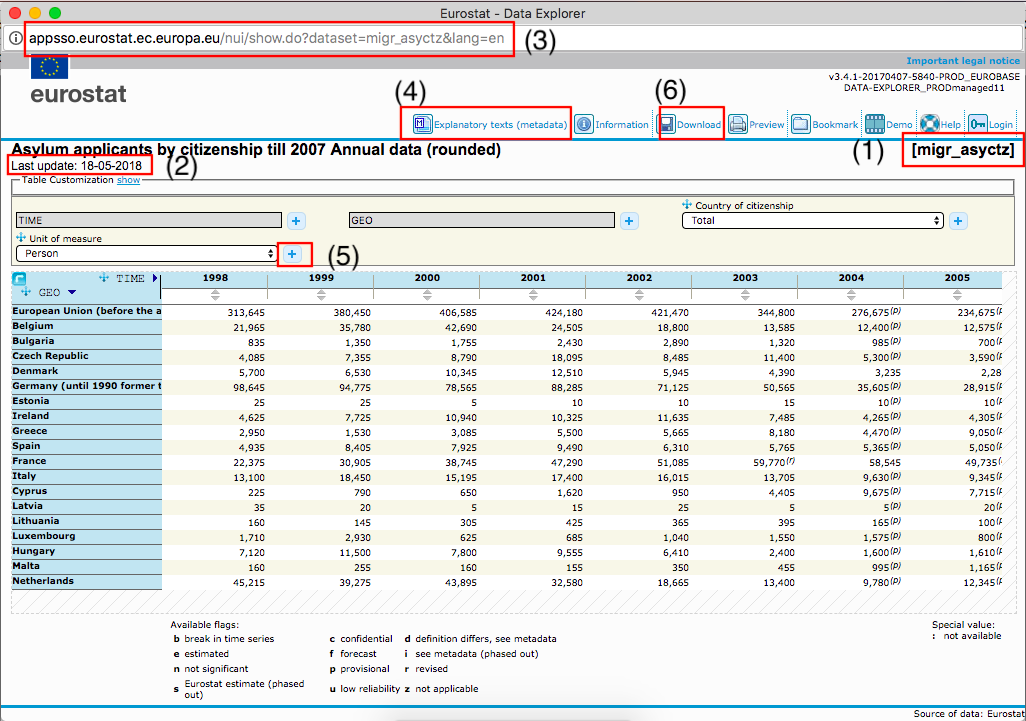 Eurostat - Data Explorer
appsso.eurostat.ec.europa.eu/nui/show.do?dataset=migr_asyctz&lang=en (3)
Important legal notice
v3.4.1-20170407-5840-PROD_EUROBASE
DATA-EXPLORER_PRODmanaged11
eurostat
(4) (6)
Explanatory texts (metadata) Information Download Preview Bookmark Demo Help Login
Asylum applicants by citizenship till 2007 Annual data (rounded) (1) [migr_asyctz]
Last update: 18-05-2018 (2)
Table Customization show
Country of citizenship
TIME + GEO + Total +
Unit of measure
Person + (5)
TIME 1998 1999 2000 2001 2002 2003 2004 2005
GEO
European Union (before the a 313,645 380,450 406,585 424,180 421,470 344,800 276,675(p) 234,675(
Belgium 21,965 35,780 42,690 24,505 18,800 13,585 12,400(p) 12,575(
Bulgaria 835 1,350 1,755 2,430 2,890 1,320 985(p) 700(
Czech Republic 4,085 7,355 8,790 18,095 8,485 11,400 5,300(p) 3,590(
Denmark 5,700 6,530 10,345 12,510 5,945 4,390 3,235 2,28
Germany (until 1990 former t 98,645 94,775 78,565 88,285 71,125 50,565 35,605(p) 28,915(
Estonia 25 25 5 10 10 15 10(p) 10(
Ireland 4,625 7,725 10,940 10,325 11,635 7,485 4,265(p) 4,305(
Greece 2,950 1,530 3,085 5,500 5,665 8,180 4,470(p) 9,050(
Spain 4,935 8,405 7,925 9,490 6,310 5,765 5,365(p) 5,050(
France 22,375 30,905 38,745 47,290 51,085 59,770(r) 58,545 49,735(
Italy 13,100 18,450 15,195 17,400 16,015 13,705 9,630(p) 9,345(
Cyprus 225 790 650 1,620 950 4,405 9,675(p) 7,715(
Latvia 35 20 5 15 25 5 5(p) 20(
Lithuania 160 145 305 425 365 395 165(p) 100(
Luxembourg 1,710 2,930 625 685 1,040 1,550 1,575(p) 800(
Hungary 7,120 11,500 7,800 9,555 6,410 2,400 1,600(p) 1,610(
Malta 160 255 160 155 350 455 995(p) 1,165(
Netherlands 45,215 39,275 43,895 32,580 18,665 13,400 9,780(p) 12,345(
Available flags: Special value:
b break in time series c confidential d definition differs, see metadata : not available
e estimated f forecast i see metadata (phased out)
n not significant p provisional r revised
s Eurostat estimate (phased out) u low reliability z not applicable
Source of data: Eurostat